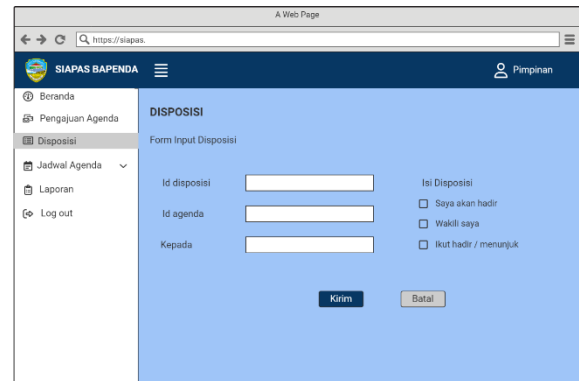 A Web Page
https://siapas.
SIAPAS BAPENDA
Pimpinan
Beranda
Pengajuan Agenda
Disposisi
Jadwal Agenda
Laporan
Log out
DISPOSISI
Form Input Disposisi
Id disposisi
Id agenda
Kepada
Isi Disposisi
Saya akan hadir
Wakili saya
Ikut hadir / menunjuk
Kirim
Batal